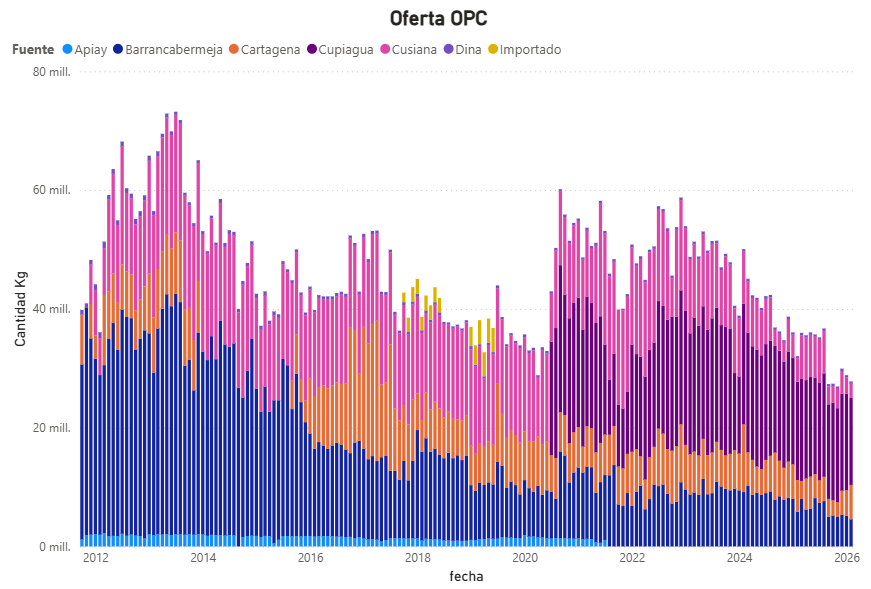 Oferta OPC
Fuente Apiay Barrancabermeja Cartagena Cupiagua Cusiana Dina Importado
80 mill.
60 mill.
40 mill.
20 mill.
0 mill.
Cantidad Kg
2012 2014 2016 2018 2020 2022 2024 2026
fecha